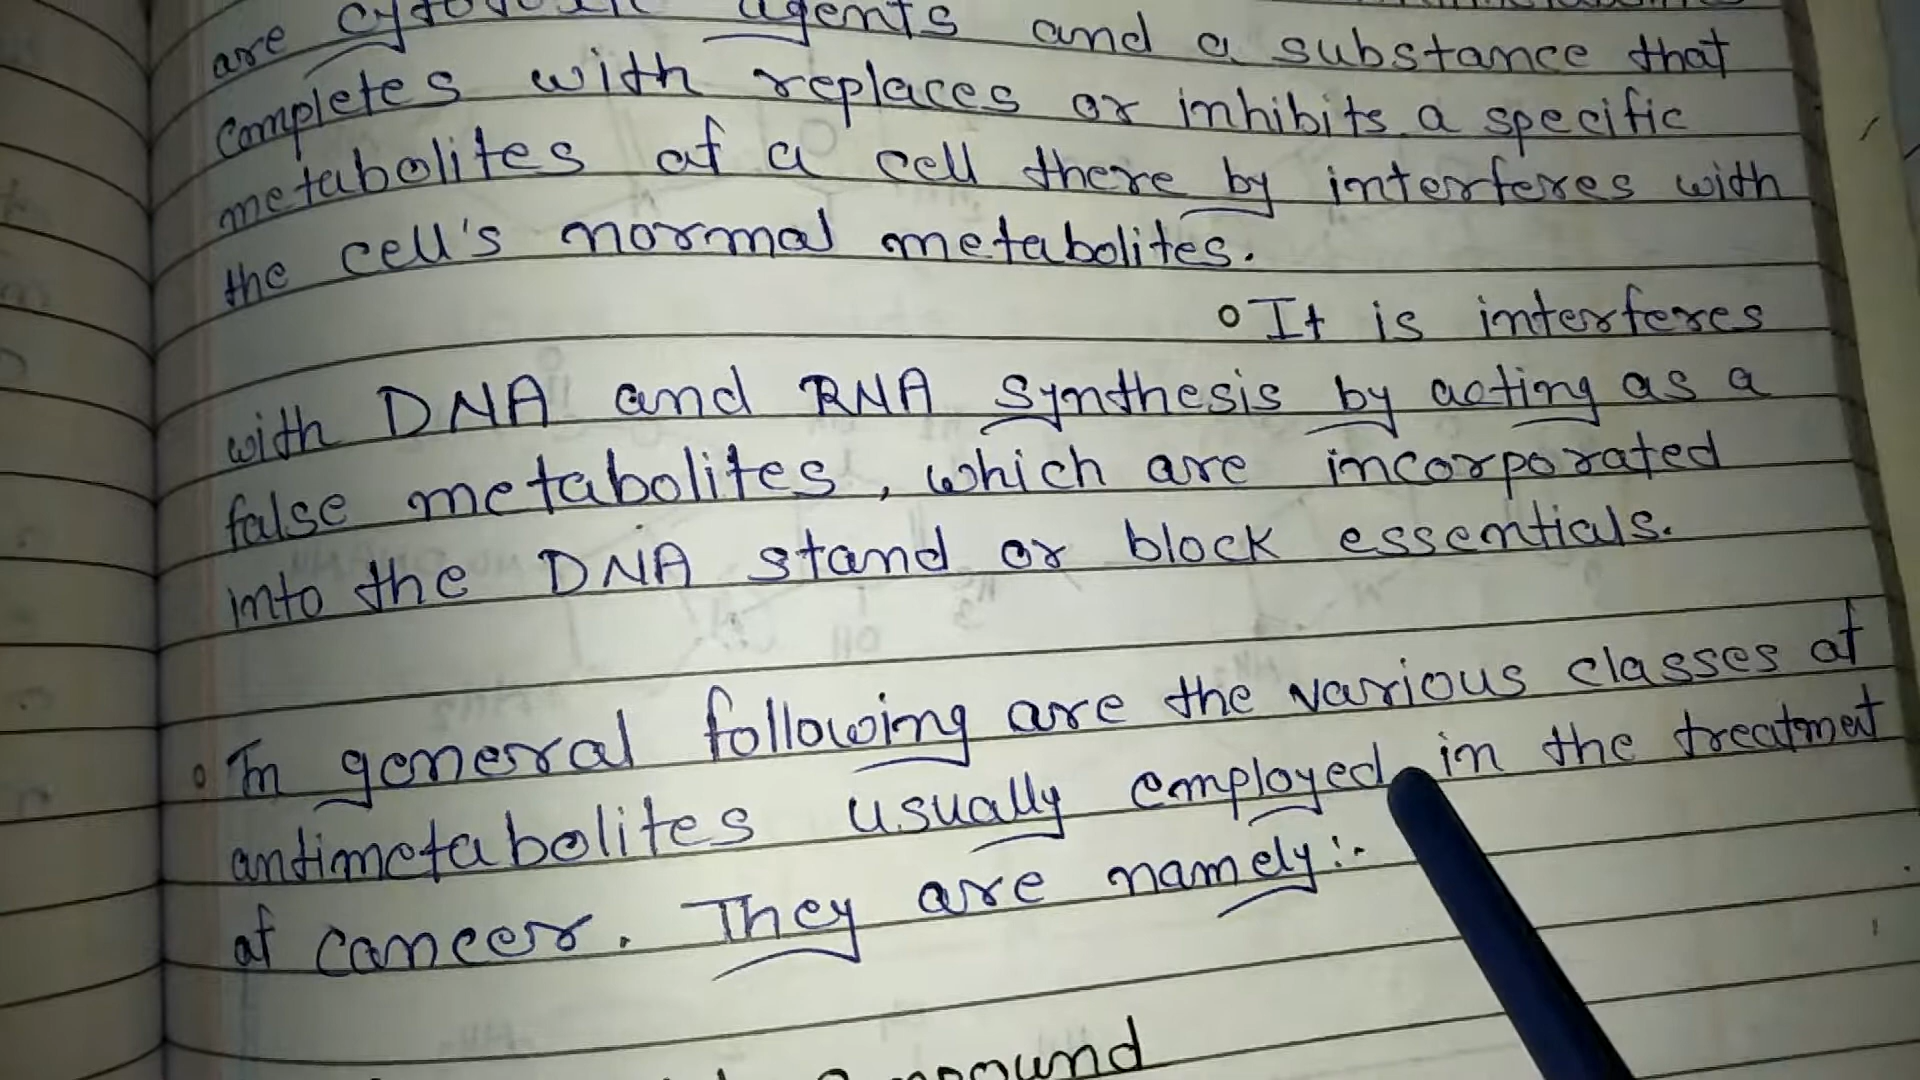 are cytotoxic agents and a substance that
completes with replaces or inhibits a specific
metabolites of a cell there by interferes with
the cell's normal metabolites.
It is interferes
with DNA and RNA synthesis by acting as a
false metabolites, which are incorporated
into the DNA stand or block essentials.
In general following are the various classes of
antimetabolites usually employed in the treatment
of cancer. They are namely:-